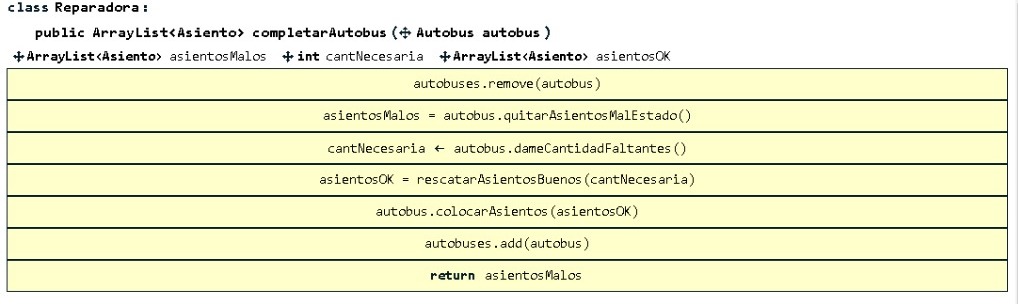 class Reparadora:
public ArrayList<Asiento> completarAutobus(✢ Autobus autobus)
✢ArrayList<Asiento> asientosMalos ✢int cantNecesaria ✢ArrayList<Asiento> asientosOK
autobuses.remove(autobus)
asientosMalos = autobus.quitarAsientosMalEstado()
cantNecesaria ← autobus.dameCantidadFaltantes()
asientosOK = rescatarAsientosBuenos(cantNecesaria)
autobus.colocarAsientos(asientosOK)
autobuses.add(autobus)
return asientosMalos